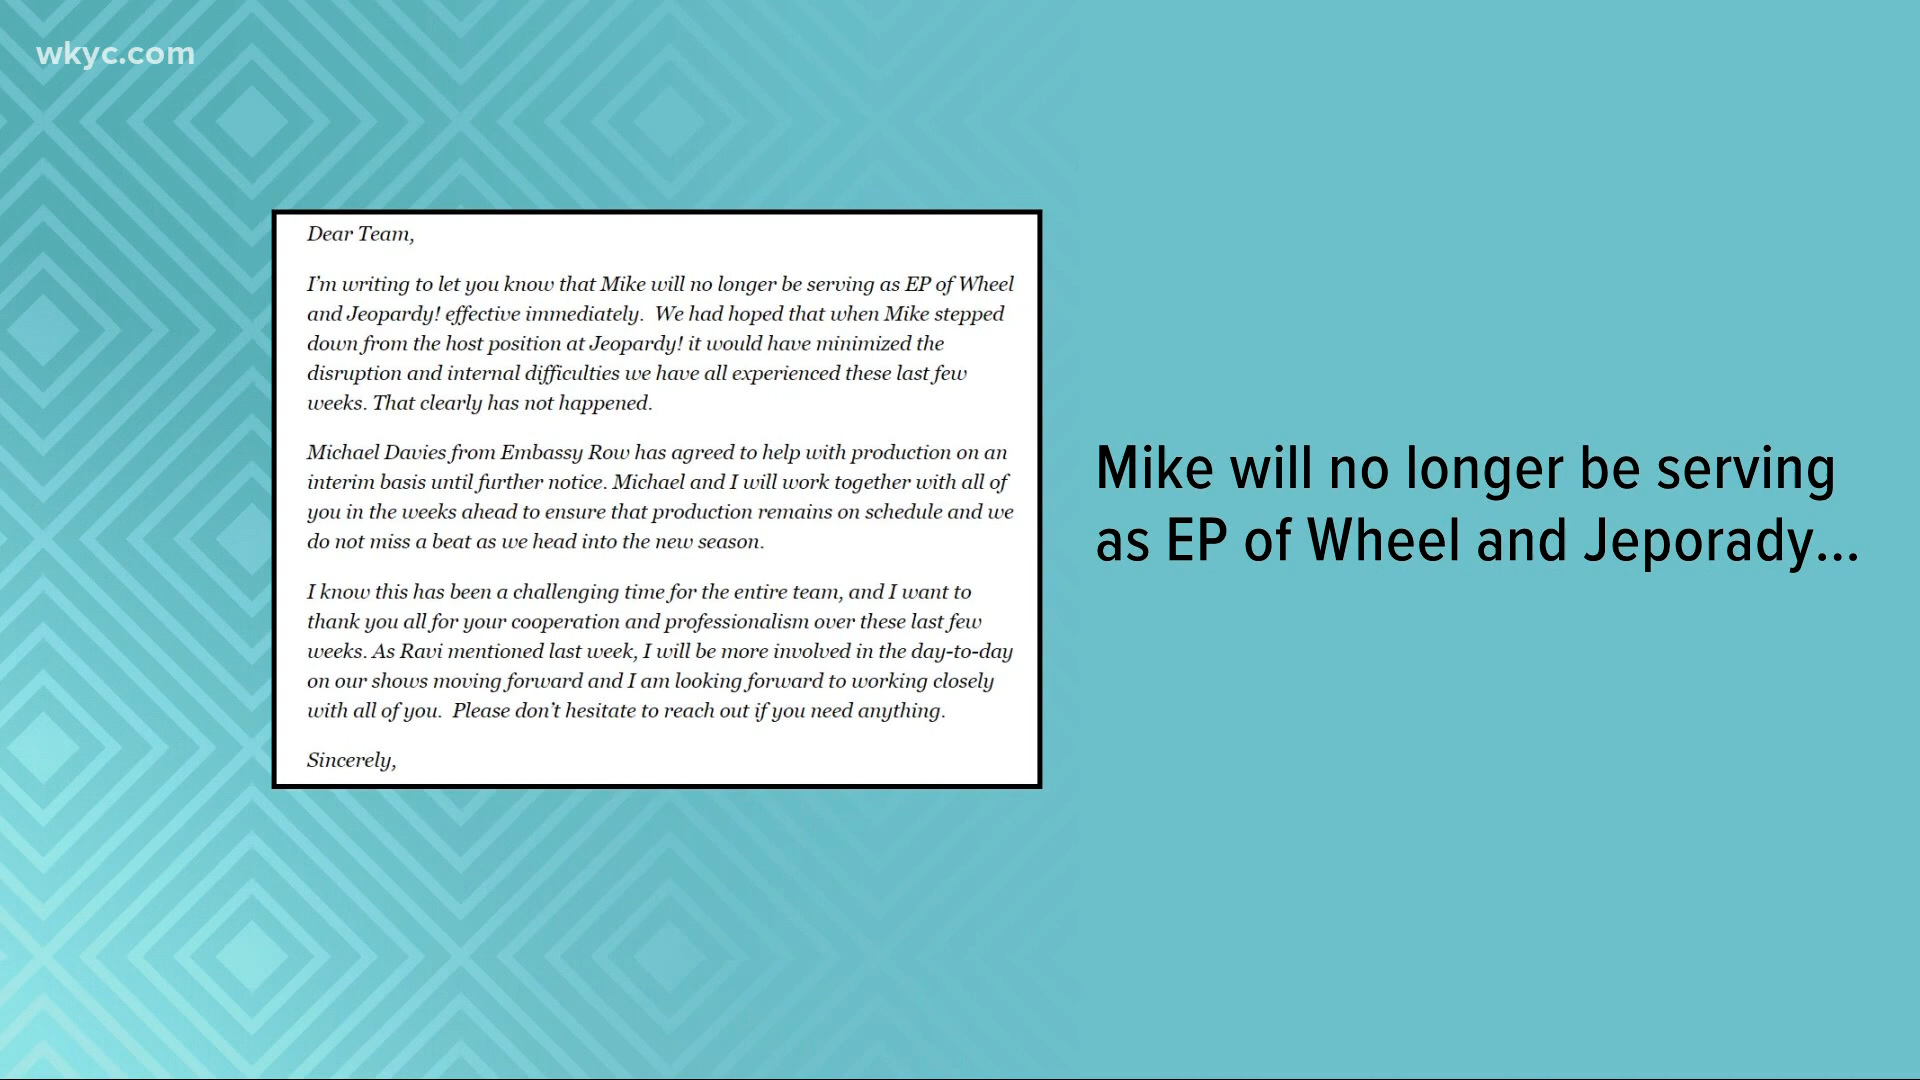 wkyc.com
Dear Team,
I'm writing to let you know that Mike will no longer be serving as EP of Wheel
and Jeopardy! effective immediately.  We had hoped that when Mike stepped
down from the host position at Jeopardy! it would have minimized the
disruption and internal difficulties we have all experienced these last few
weeks. That clearly has not happened.
Michael Davies from Embassy Row has agreed to help with production on an
interim basis until further notice. Michael and I will work together with all of
you in the weeks ahead to ensure that production remains on schedule and we
do not miss a beat as we head into the new season.
I know this has been a challenging time for the entire team, and I want to
thank you all for your cooperation and professionalism over these last few
weeks. As Ravi mentioned last week, I will be more involved in the day-to-day
on our shows moving forward and I am looking forward to working closely
with all of you.  Please don't hesitate to reach out if you need anything.
Sincerely,
Mike will no longer be serving
as EP of Wheel and Jeporady...